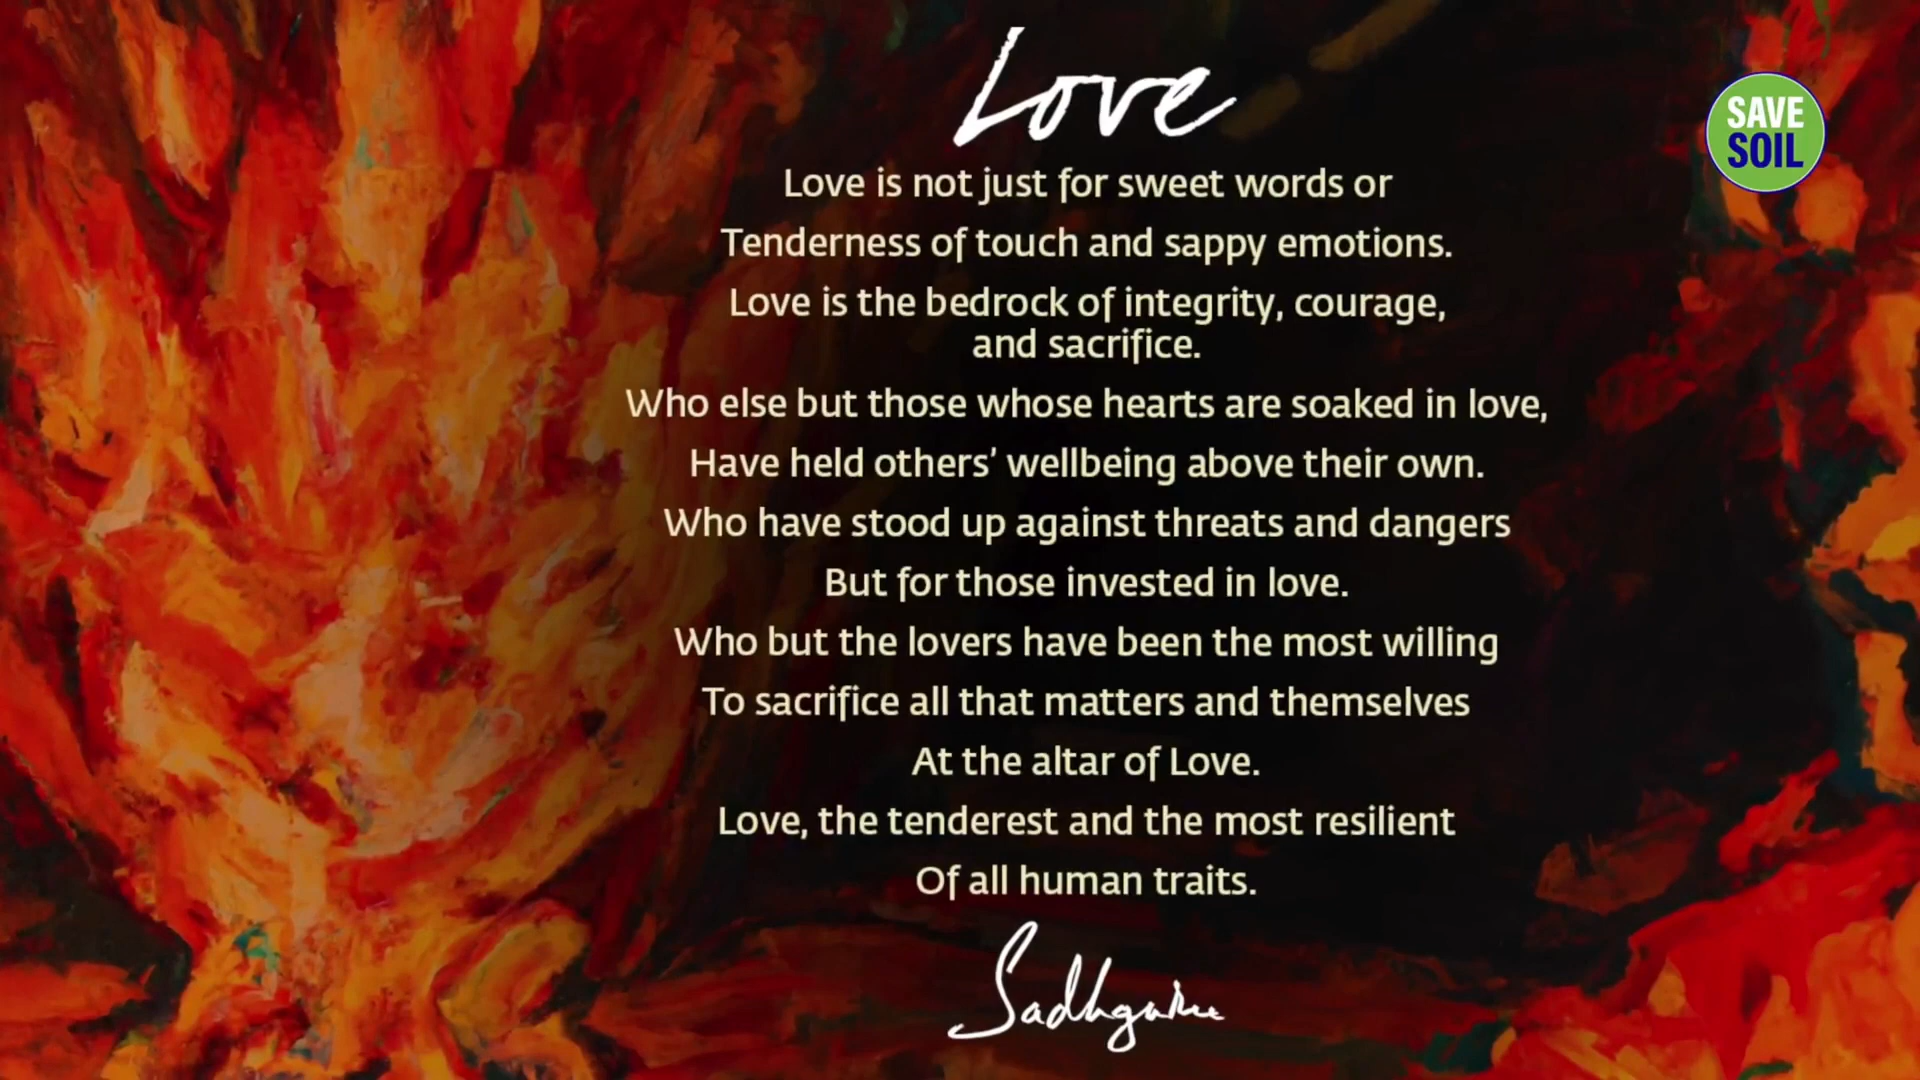 Love
SAVE
SOIL
Love is not just for sweet words or
Tenderness of touch and sappy emotions.
Love is the bedrock of integrity, courage,
and sacrifice.
Who else but those whose hearts are soaked in love,
Have held others’ wellbeing above their own.
Who have stood up against threats and dangers
But for those invested in love.
Who but the lovers have been the most willing
To sacrifice all that matters and themselves
At the altar of Love.
Love, the tenderest and the most resilient
Of all human traits.
Sadhguru